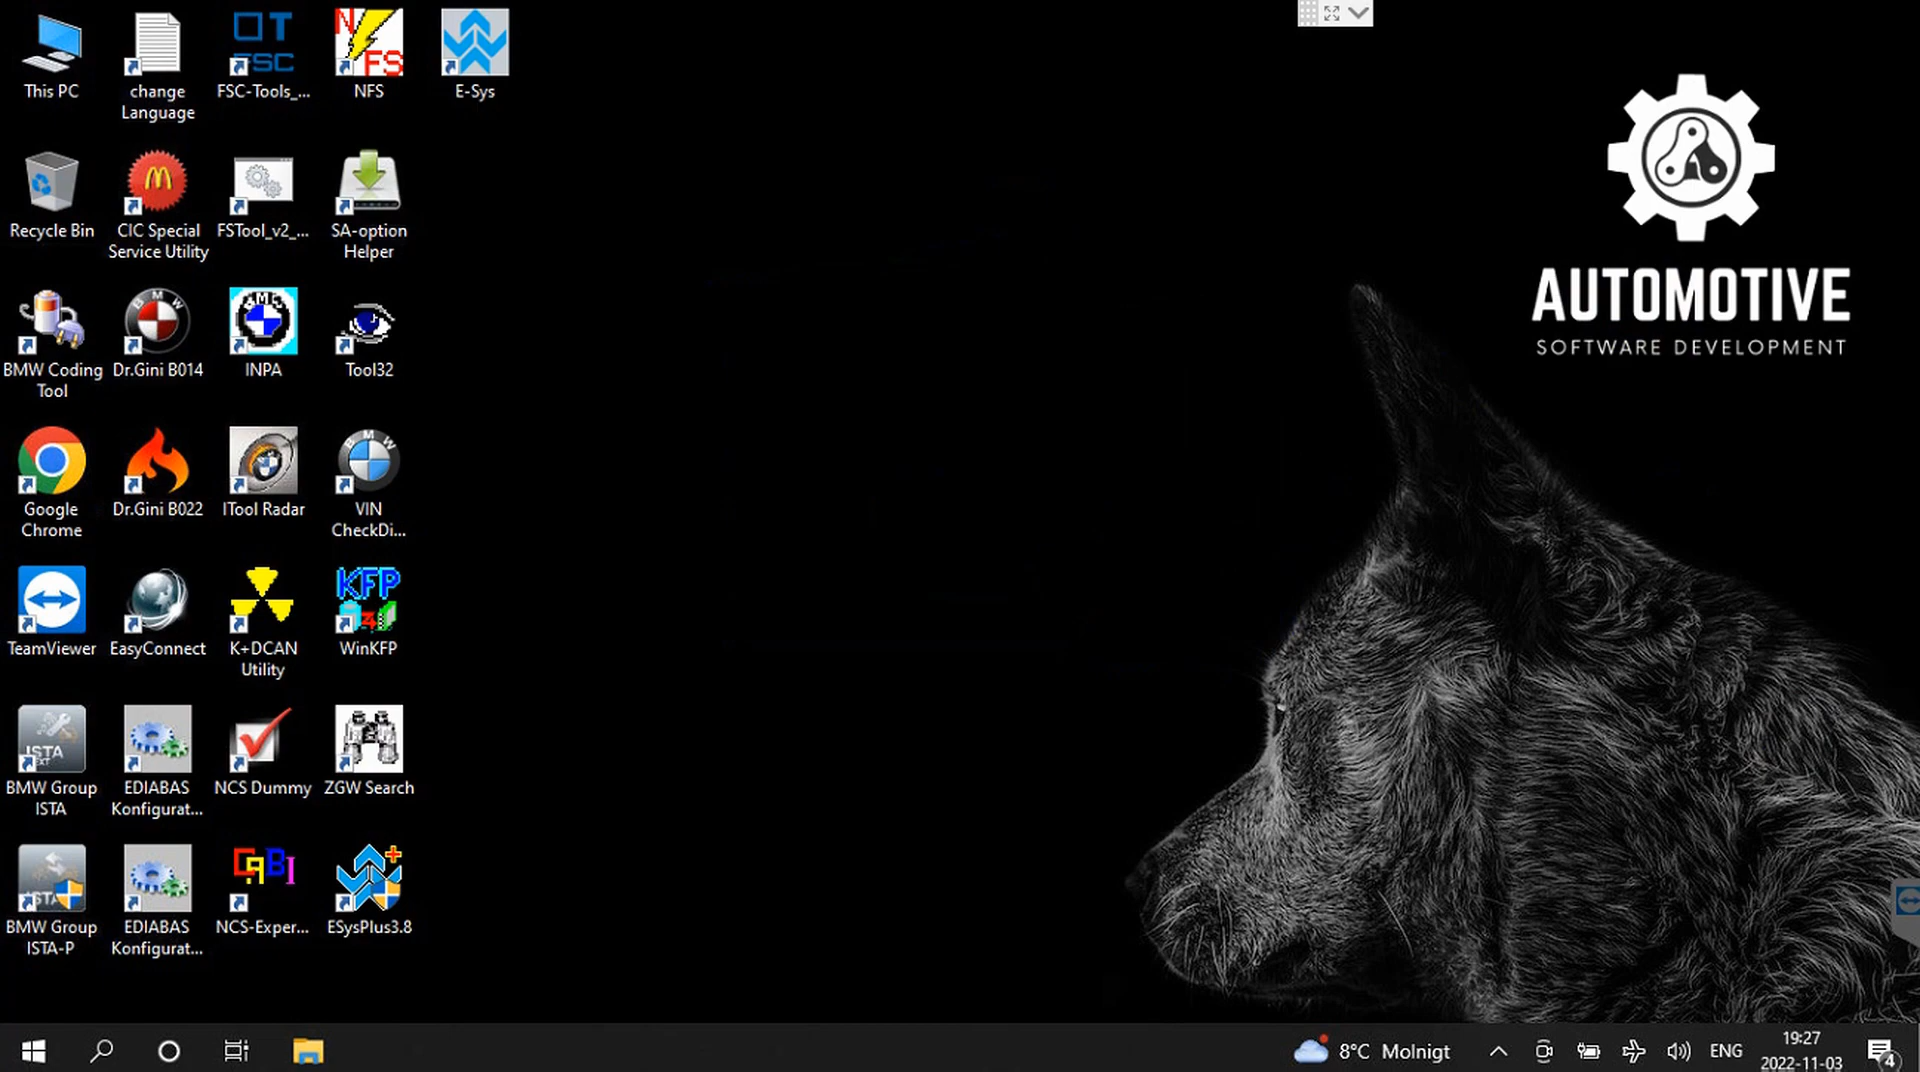 This PC
change
Language
FSC-Tools_...
NFS
E-Sys
Recycle Bin
CIC Special
Service Utility
FSTool_v2_...
SA-option
Helper
BMW Coding
Tool
Dr.Gini B014
INPA
Tool32
Google
Chrome
Dr.Gini B022
ITool Radar
VIN
CheckDi...
TeamViewer
EasyConnect
K+DCAN
Utility
KFP
WinKFP
BMW Group
ISTA
EDIABAS
Konfigurat...
NCS Dummy
ZGW Search
BMW Group
ISTA-P
EDIABAS
Konfigurat...
NCS-Exper...
ESysPlus3.8
AUTOMOTIVE
SOFTWARE DEVELOPMENT
8°C Molnigt
ENG
19:27
2022-11-03
4